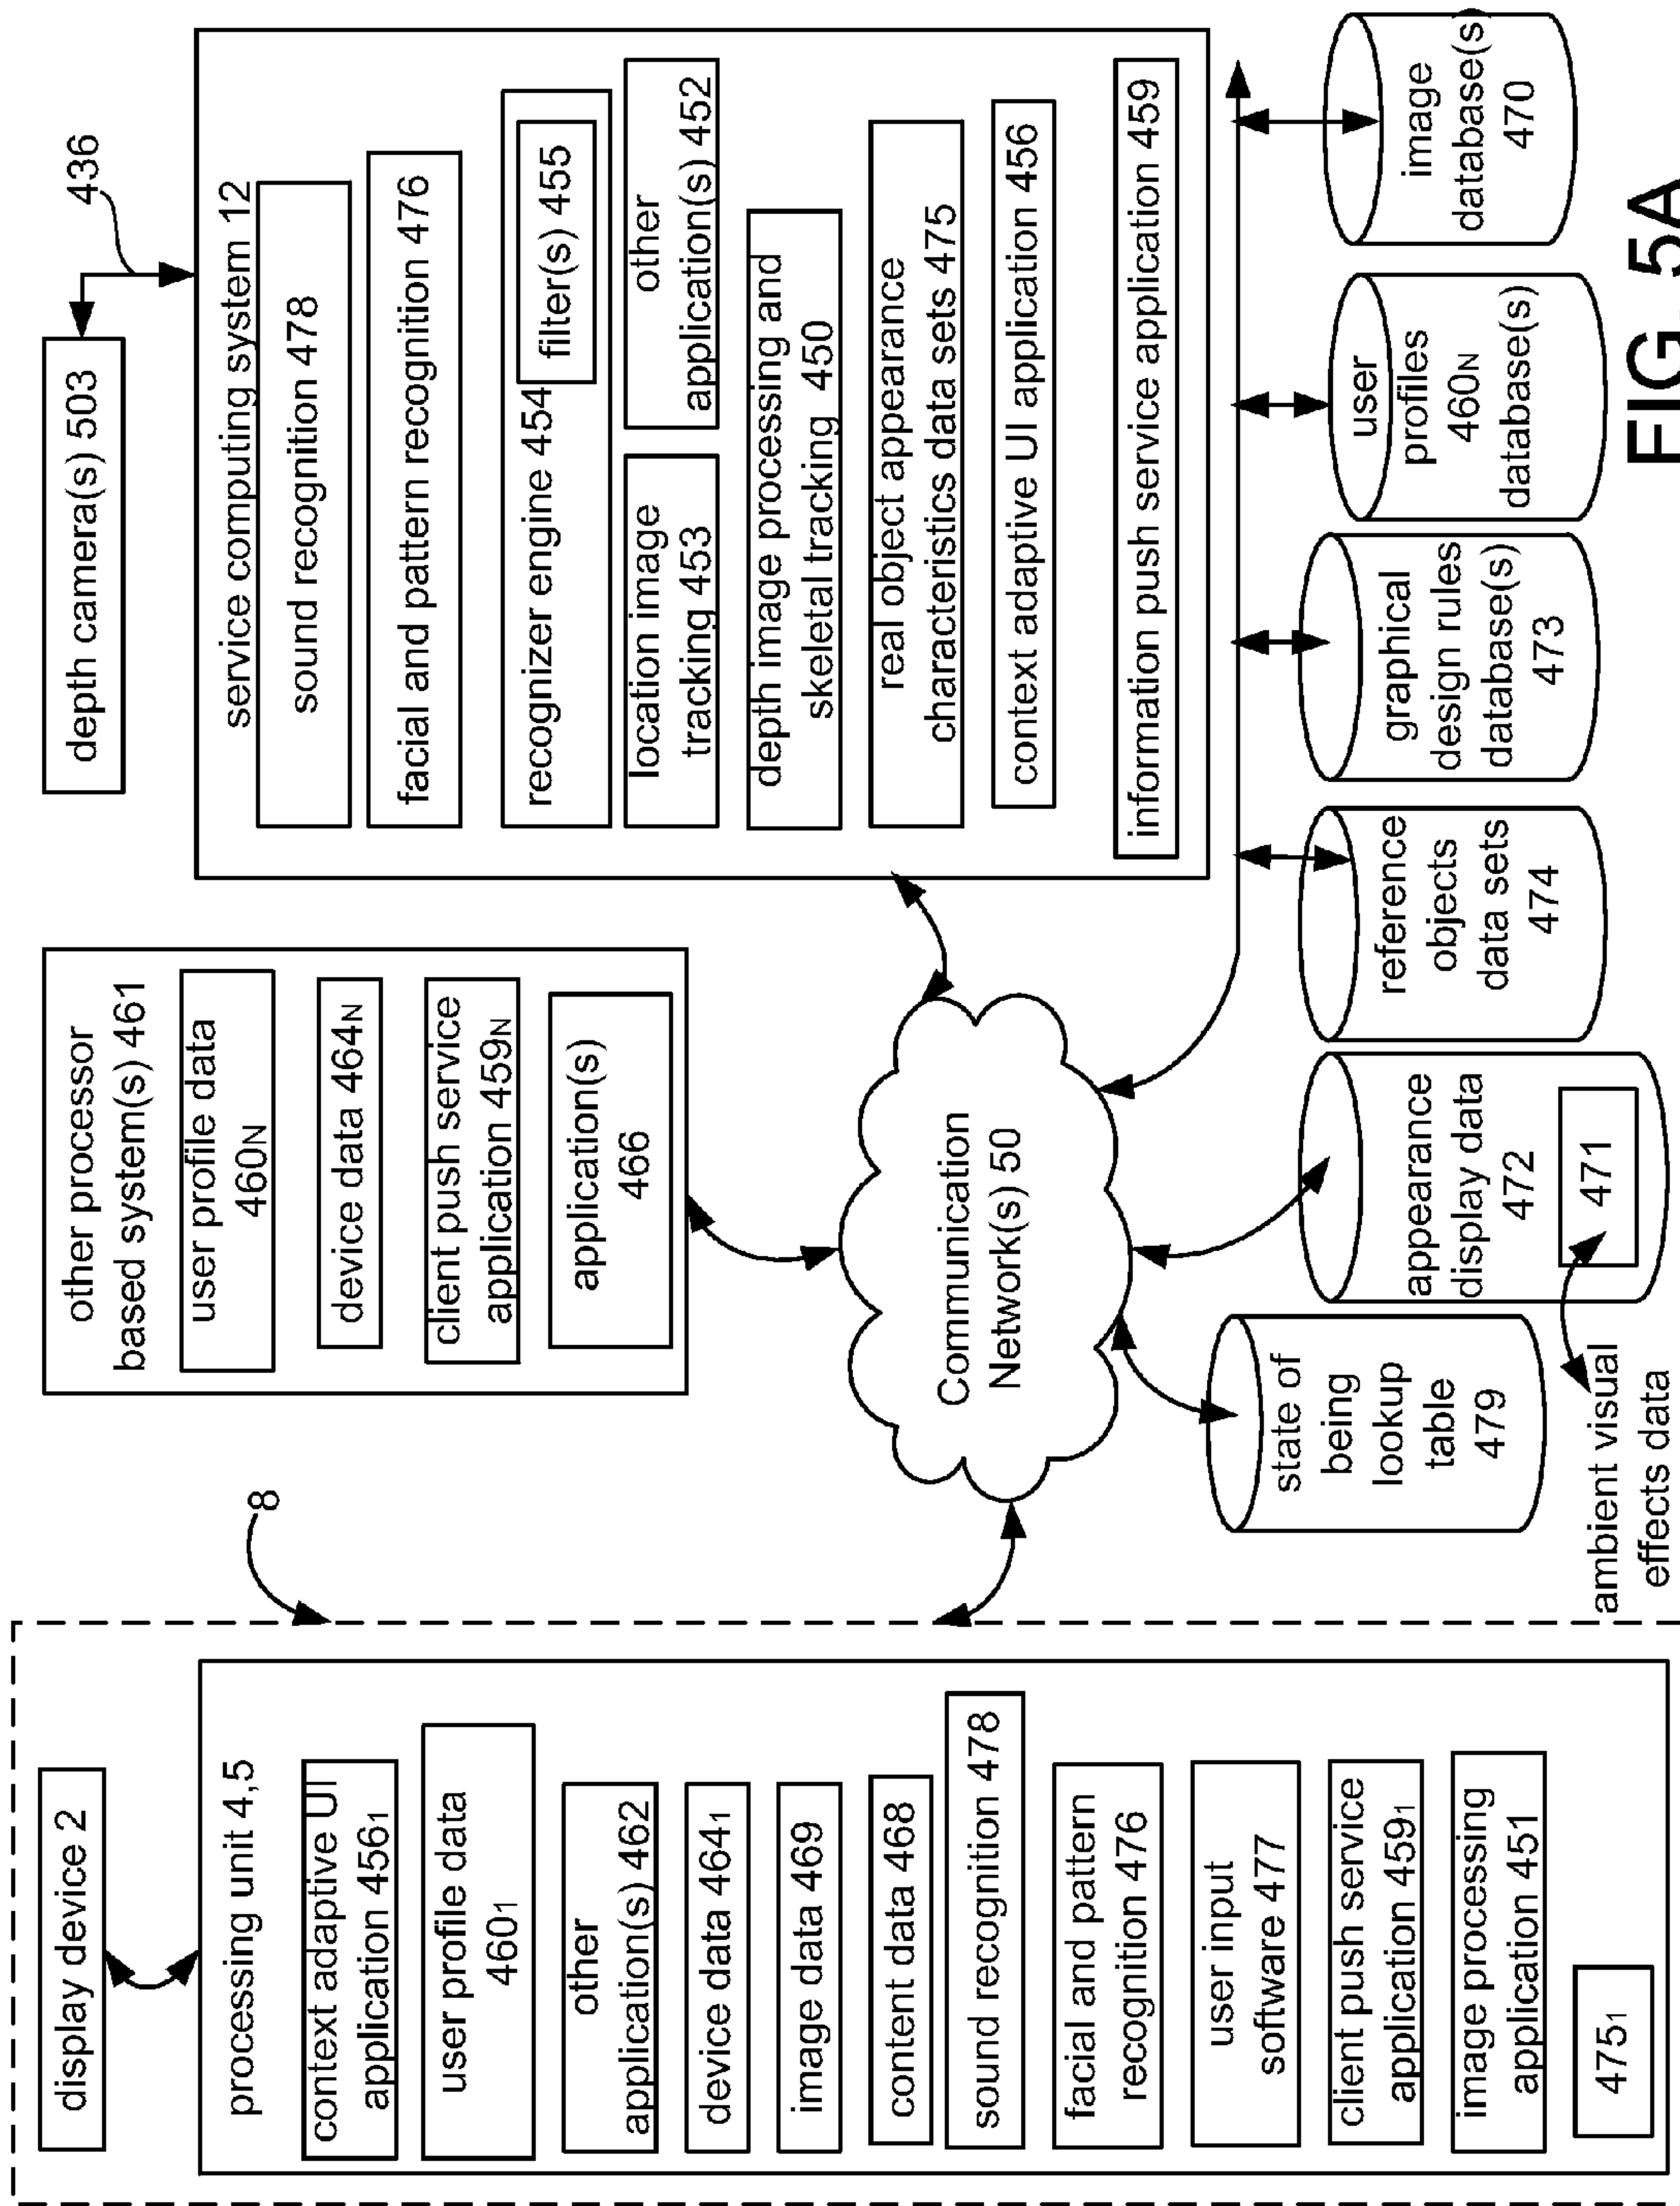 8
display device 2
processing unit 4,5
context adaptive UI
application 456₁
user profile data
460₁
other
application(s) 462
device data 464₁
image data 469
content data 468
sound recognition 478
facial and pattern
recognition 476
user input
software 477
client push service
application 459₁
image processing
application 451
475₁
other processor
based system(s) 461
user profile data
460N
device data 464N
client push service
application 459N
application(s)
466
Communication
Network(s) 50
depth camera(s) 503
436
service computing system 12
sound recognition 478
facial and pattern recognition 476
recognizer engine 454
filter(s) 455
location image
tracking 453
other
application(s) 452
depth image processing and
skeletal tracking 450
real object appearance
characteristics data sets 475
context adaptive UI application 456
information push service application 459
state of
being
lookup
table
479
ambient visual
effects data
appearance
display data
472
471
reference
objects
data sets
474
graphical
design rules
database(s)
473
user
profiles
460N
database(s)
image
database(s)
470
FIG. 5A